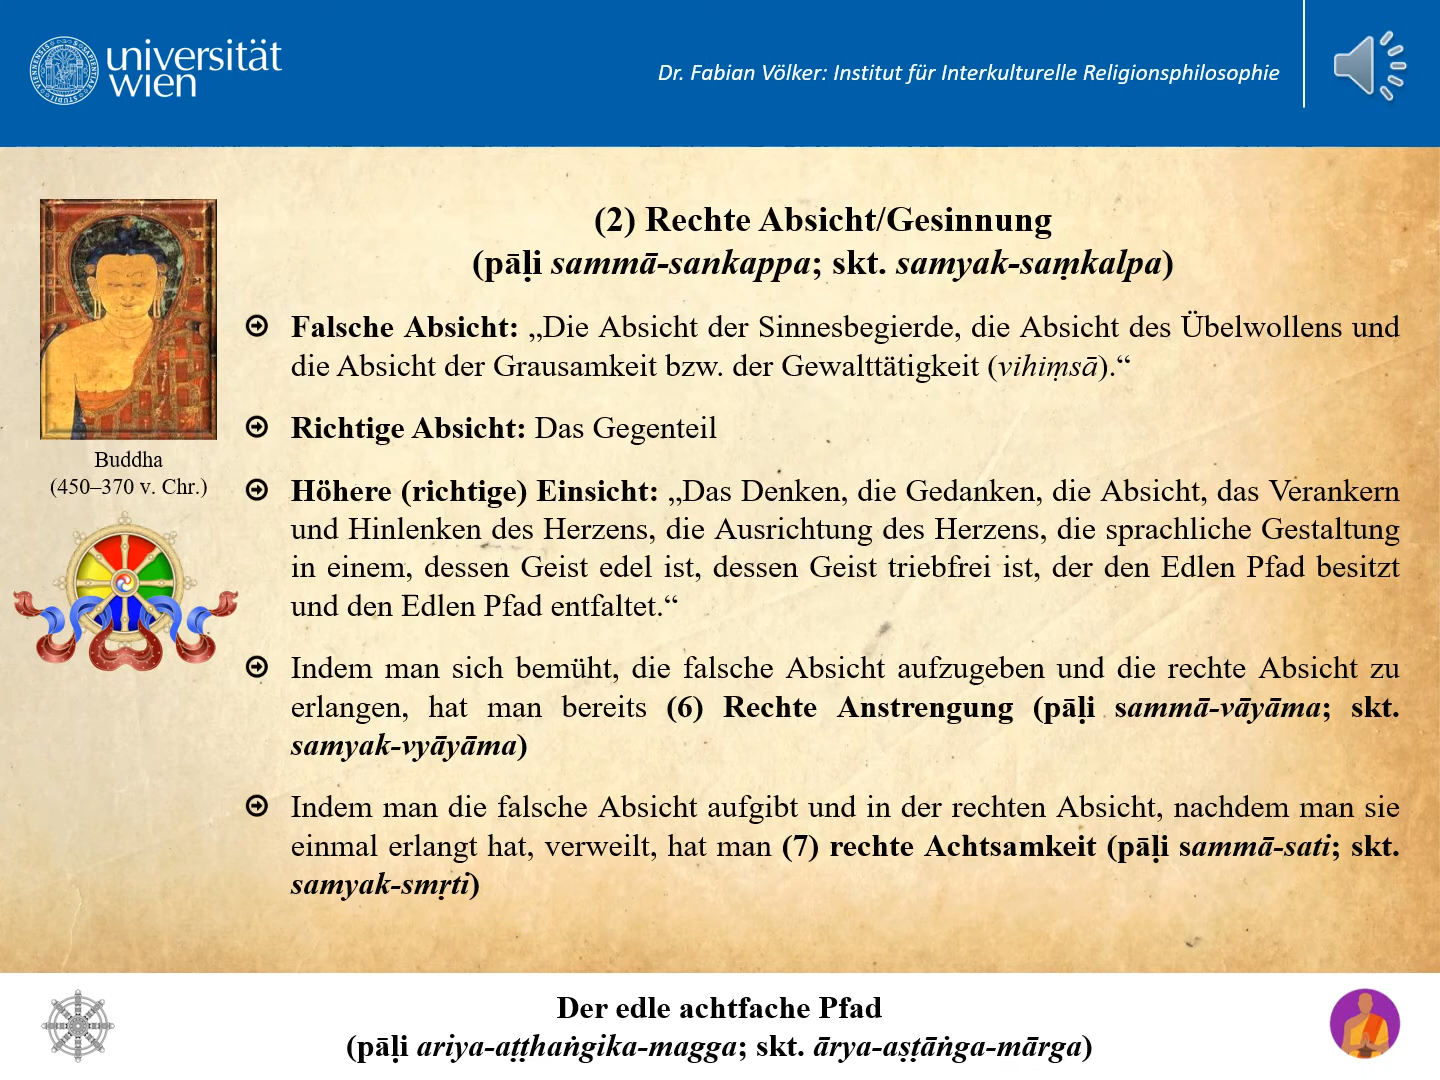 universität
wien
Dr. Fabian Völker: Institut für Interkulturelle Religionsphilosophie
(2) Rechte Absicht/Gesinnung
(pāḷi sammā-sankappa; skt. samyak-saṃkalpa)
Falsche Absicht: „Die Absicht der Sinnesbegierde, die Absicht des Übelwollens und
die Absicht der Grausamkeit bzw. der Gewalttätigkeit (vihiṃsā).“
Richtige Absicht: Das Gegenteil
Höhere (richtige) Einsicht: „Das Denken, die Gedanken, die Absicht, das Verankern
und Hinlenken des Herzens, die Ausrichtung des Herzens, die sprachliche Gestaltung
in einem, dessen Geist edel ist, dessen Geist triebfrei ist, der den Edlen Pfad besitzt
und den Edlen Pfad entfaltet.“
Indem man sich bemüht, die falsche Absicht aufzugeben und die rechte Absicht zu
erlangen, hat man bereits (6) Rechte Anstrengung (pāḷi sammā-vāyāma; skt.
samyak-vyāyāma)
Indem man die falsche Absicht aufgibt und in der rechten Absicht, nachdem man sie
einmal erlangt hat, verweilt, hat man (7) rechte Achtsamkeit (pāḷi sammā-sati; skt.
samyak-smṛti)
Buddha
(450–370 v. Chr.)
Der edle achtfache Pfad
(pāḷi ariya-aṭṭhaṅgika-magga; skt. ārya-aṣṭāṅga-mārga)